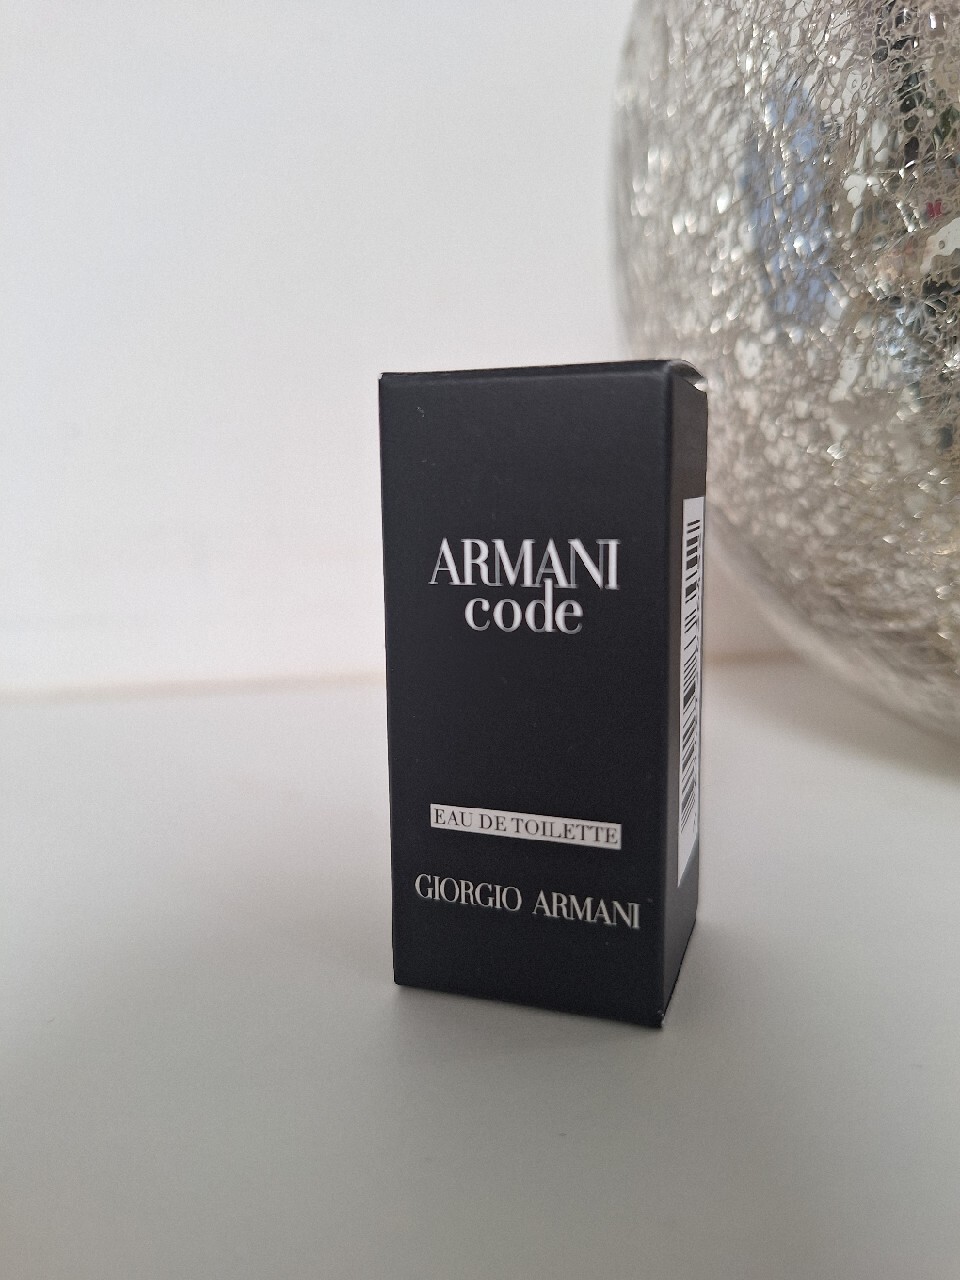 ARMANI
code
EAU DE TOILETTE
GIORGIO ARMANI